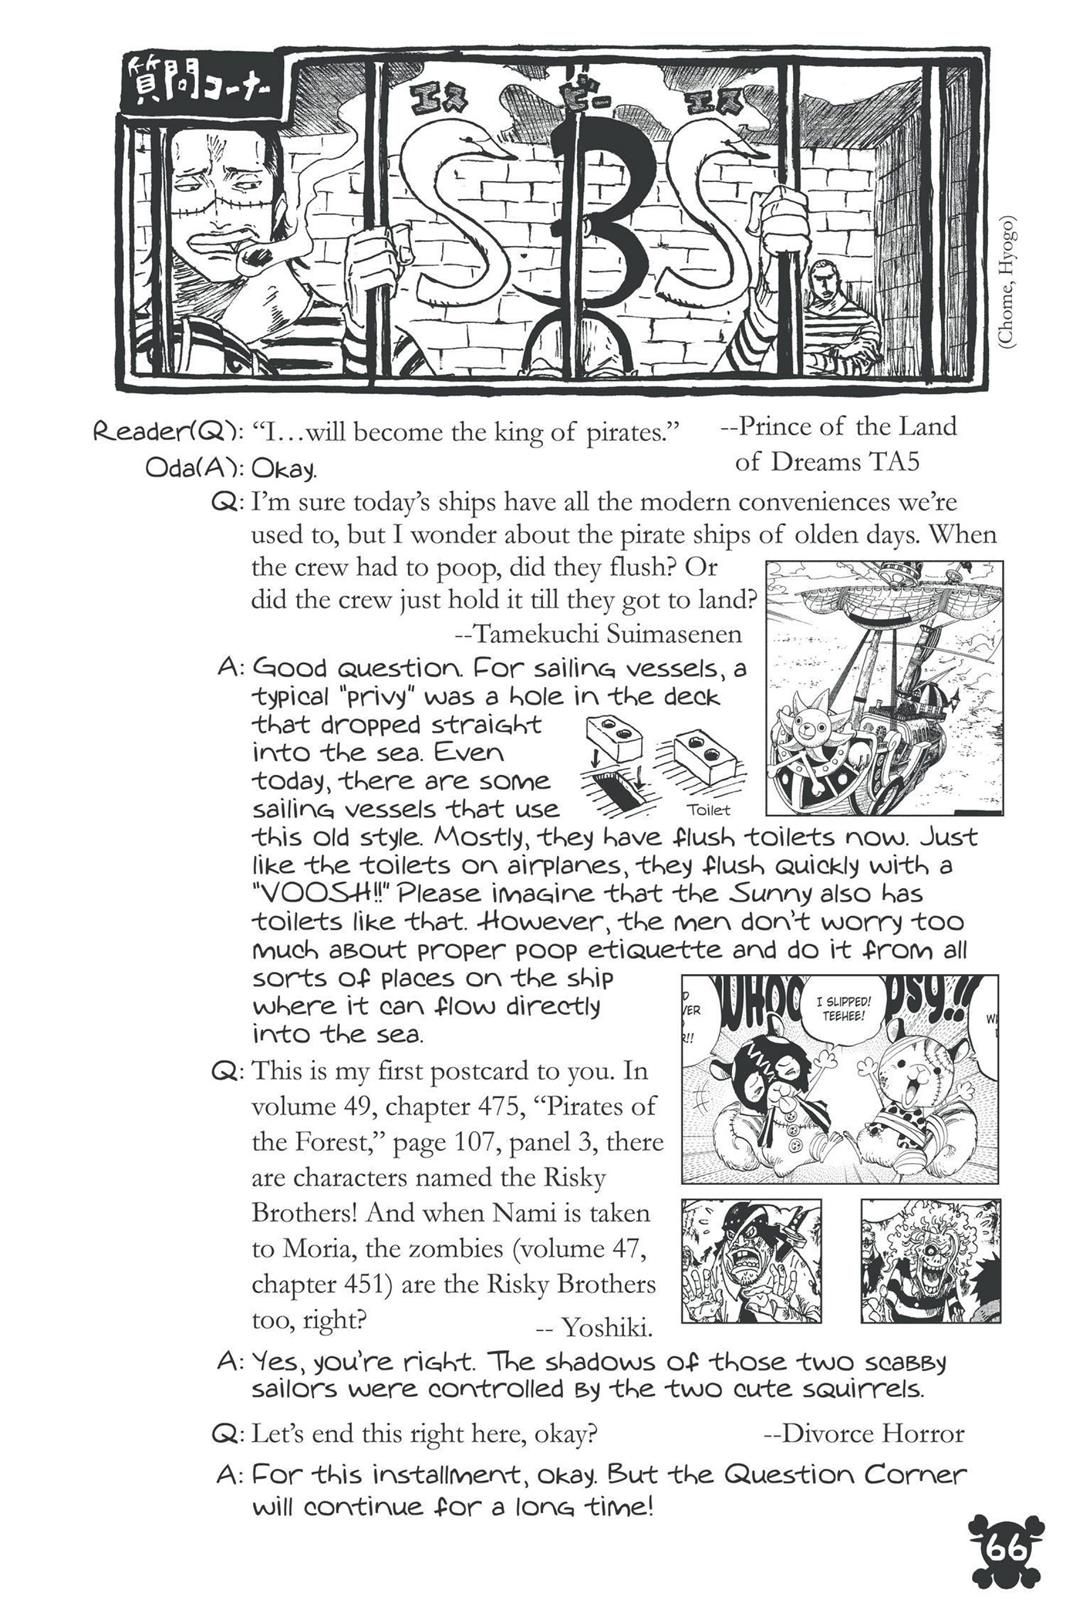 質問コーナー
エス ビー エス
SBS
(Chome, Hyogo)
Reader(Q): “I…will become the king of pirates.” --Prince of the Land
of Dreams TA5
Oda(A): Okay.
Q: I’m sure today’s ships have all the modern conveniences we’re
used to, but I wonder about the pirate ships of olden days. When
the crew had to poop, did they flush? Or
did the crew just hold it till they got to land?
--Tamekuchi Suimasenen
A: Good question. For sailing vessels, a
typical "privy" was a hole in the deck
that dropped straight
into the sea. Even
today, there are some
sailing vessels that use
Toilet
this old style. Mostly, they have flush toilets now. Just
like the toilets on airplanes, they flush quickly with a
"VOOSH!!" Please imagine that the Sunny also has
toilets like that. However, the men don't worry too
much about proper poop etiquette and do it from all
sorts of places on the ship
where it can flow directly
into the sea.
WHOO
PSY!!
I SLIPPED!
TEEHEE!
Q: This is my first postcard to you. In
volume 49, chapter 475, “Pirates of
the Forest,” page 107, panel 3, there
are characters named the Risky
Brothers! And when Nami is taken
to Moria, the zombies (volume 47,
chapter 451) are the Risky Brothers
too, right?
-- Yoshiki.
A: Yes, you're right. The shadows of those two scabby
sailors were controlled by the two cute squirrels.
Q: Let’s end this right here, okay? --Divorce Horror
A: For this installment, okay. But the Question Corner
will continue for a long time!
66